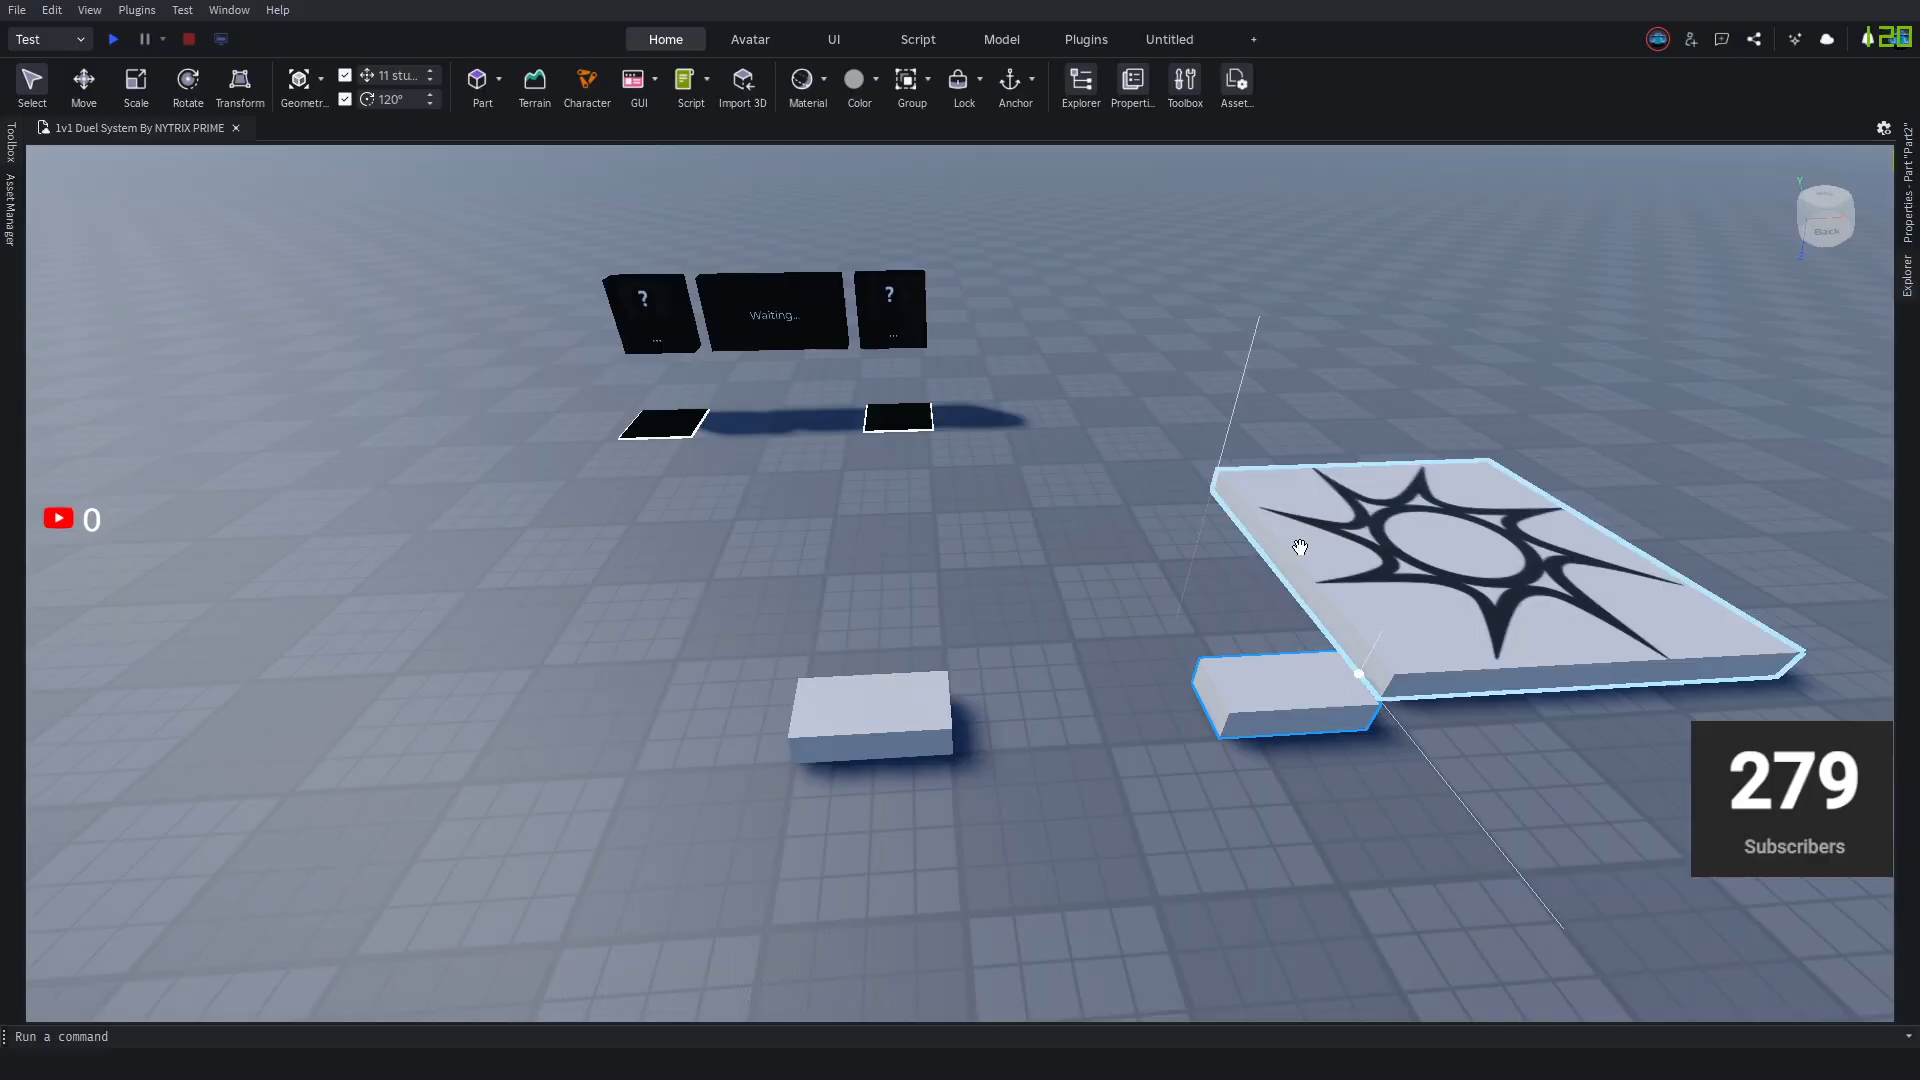 File Edit View Plugins Test Window Help
Test Home Avatar UI Script Model Plugins Untitled +
120
11 stu...
120°
Select Move Scale Rotate Transform Geometr... Part Terrain Character GUI Script Import 3D Material Color Group Lock Anchor Explorer Properti... Toolbox Asset...
1v1 Duel System By NYTRIX PRIME
Toolbox
Asset Manager
Properties - Part "Part2"
Explorer
Y
Back
Z
? Waiting... ?
... ...
0
279
Subscribers
Run a command